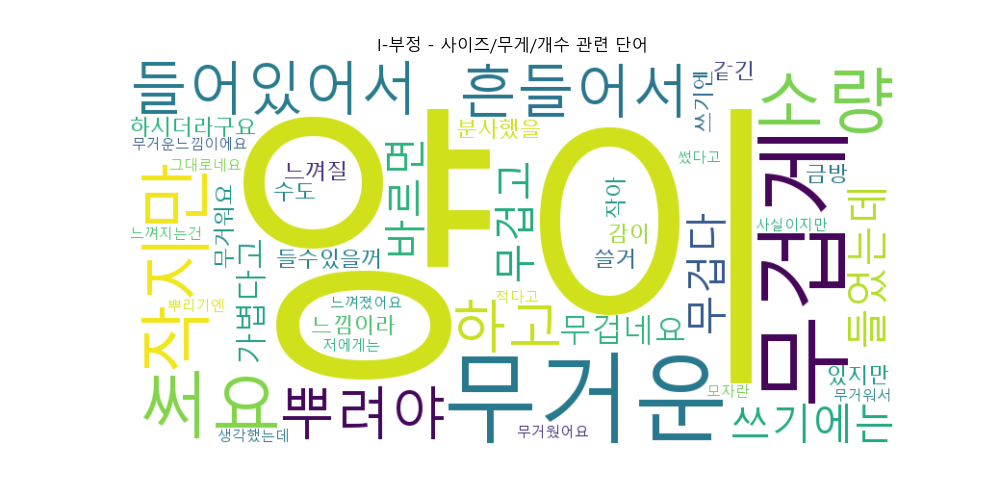 I-부정 - 사이즈/무게/개수 관련 단어
들어있어서
흔들어서
같긴
쓰기엔
소량
하시더라구요
무거운느낌이에요
그대로네요
양이
분사했을
느껴질
수도
바르면
무겁고
작아
감이
쓸거
썼다고
무겁게
금방
사실이지만
들었는데
작지만
느껴지는건
무거워요
뿌리기엔
가볍다고
들수있을꺼
느껴졌어요
느낌이라
저에게는
적다고
하고
무겁네요
무겁다
있지만
무거워서
써요
생각했는데
뿌려야
무거운
무거웠어요
모자란
쓰기에는